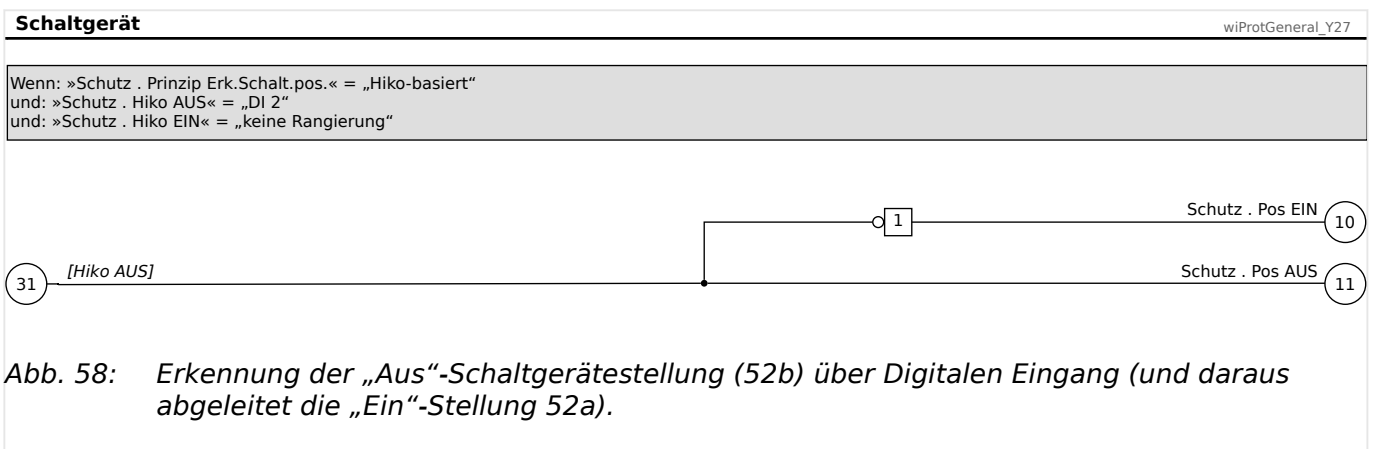 Schaltgerät
wiProtGeneral_Y27
Wenn: »Schutz . Prinzip Erk.Schalt.pos.« = „Hiko-basiert“
und: »Schutz . Hiko AUS« = „DI 2“
und: »Schutz . Hiko EIN« = „keine Rangierung“
1
Schutz . Pos EIN
10
31
[Hiko AUS]
Schutz . Pos AUS
11
Abb. 58: Erkennung der „Aus“-Schaltgerätestellung (52b) über Digitalen Eingang (und daraus
abgeleitet die „Ein“-Stellung 52a).